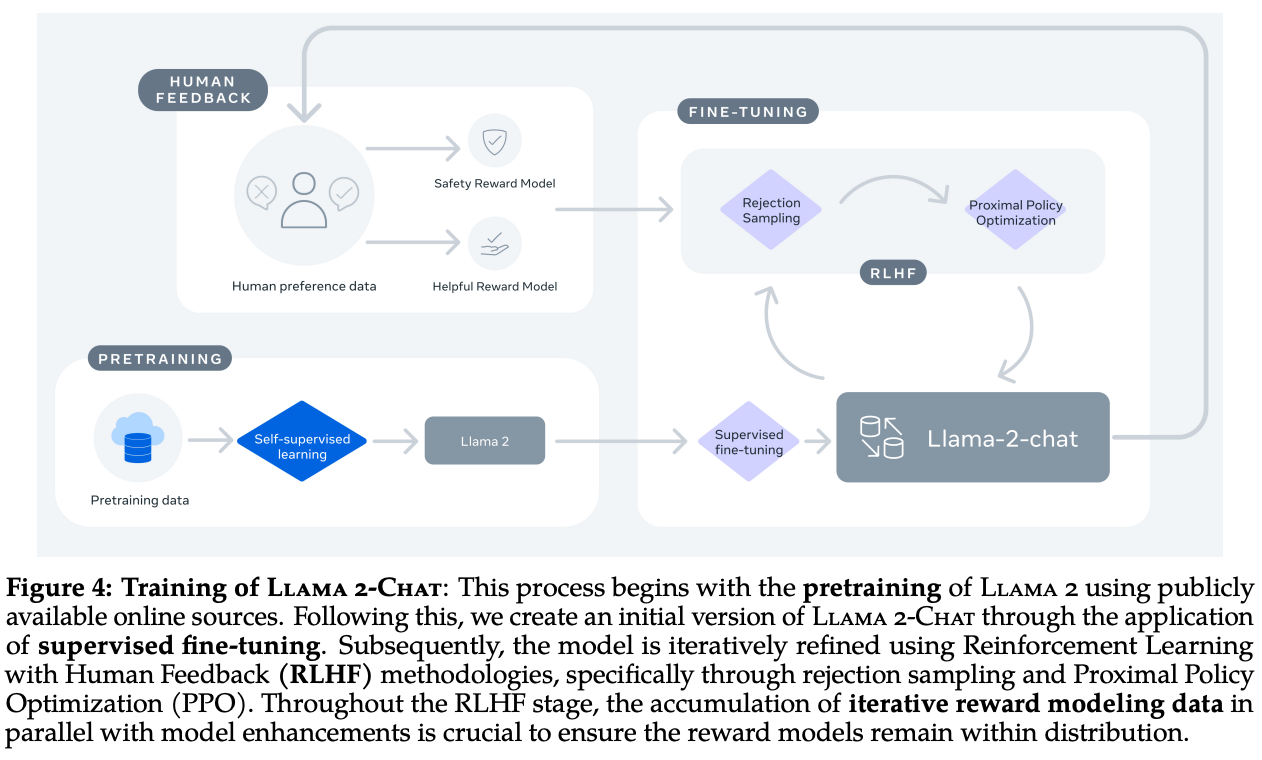 HUMAN
FEEDBACK
Human preference data
Safety Reward Model
Helpful Reward Model
FINE-TUNING
Rejection
Sampling
Proximal Policy
Optimization
RLHF
PRETRAINING
Pretraining data
Self-supervised
learning
Llama 2
Supervised
fine-tuning
Llama-2-chat
Figure 4: Training of Llama 2-Chat: This process begins with the pretraining of Llama 2 using publicly
available online sources. Following this, we create an initial version of Llama 2-Chat through the application
of supervised fine-tuning. Subsequently, the model is iteratively refined using Reinforcement Learning
with Human Feedback (RLHF) methodologies, specifically through rejection sampling and Proximal Policy
Optimization (PPO). Throughout the RLHF stage, the accumulation of iterative reward modeling data in
parallel with model enhancements is crucial to ensure the reward models remain within distribution.